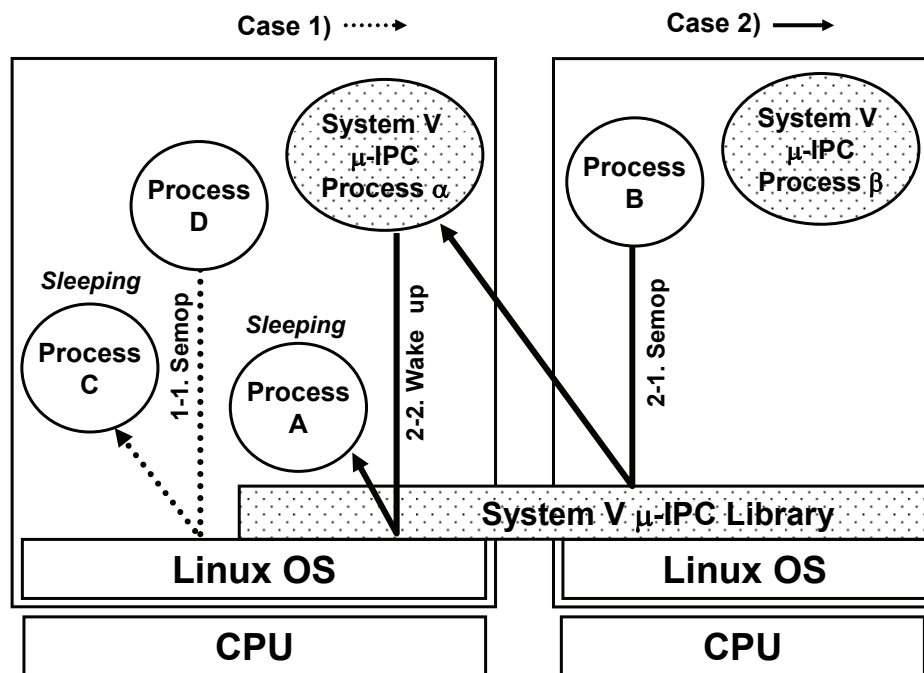 Case 1)
Case 2)
System V
μ-IPC
Process α
Process
D
Sleeping
Process
C
1-1. Semop
Sleeping
Process
A
2-2. Wake up
System V
μ-IPC
Process β
Process
B
2-1. Semop
System V μ-IPC Library
Linux OS
Linux OS
CPU
CPU